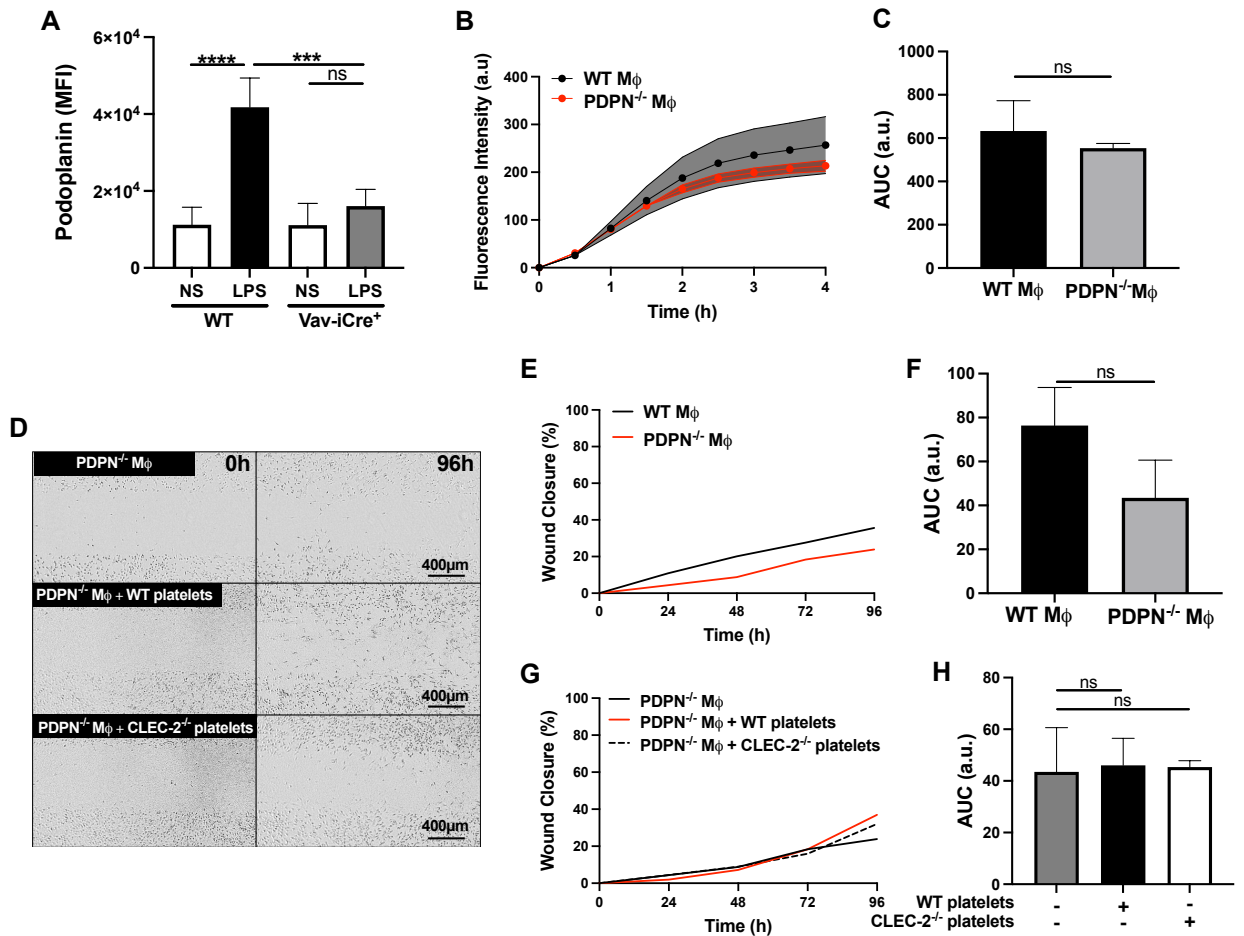 A
Podoplanin (MFI)
6×10⁴
4×10⁴
2×10⁴
0
****
***
ns
NS LPS NS LPS
WT Vav-iCre⁺
B
Fluorescence Intensity (a.u)
400
300
200
100
0
WT Mϕ
PDPN⁻/⁻ Mϕ
0 1 2 3 4
Time (h)
C
AUC (a.u.)
1000
800
600
400
200
0
ns
WT Mϕ PDPN⁻/⁻Mϕ
D
PDPN⁻/⁻ Mϕ 0h 96h
400µm
PDPN⁻/⁻ Mϕ + WT platelets
400µm
PDPN⁻/⁻ Mϕ + CLEC-2⁻/⁻ platelets
400µm
E
Wound Closure (%)
100
80
60
40
20
0
WT Mϕ
PDPN⁻/⁻ Mϕ
0 24 48 72 96
Time (h)
F
AUC (a.u.)
100
80
60
40
20
0
ns
WT Mϕ PDPN⁻/⁻ Mϕ
G
Wound Closure (%)
100
80
60
40
20
0
PDPN⁻/⁻ Mϕ
PDPN⁻/⁻ Mϕ + WT platelets
PDPN⁻/⁻ Mϕ + CLEC-2⁻/⁻ platelets
0 24 48 72 96
Time (h)
H
AUC (a.u.)
80
60
40
20
0
ns
ns
WT platelets - + -
CLEC-2⁻/⁻ platelets - - +